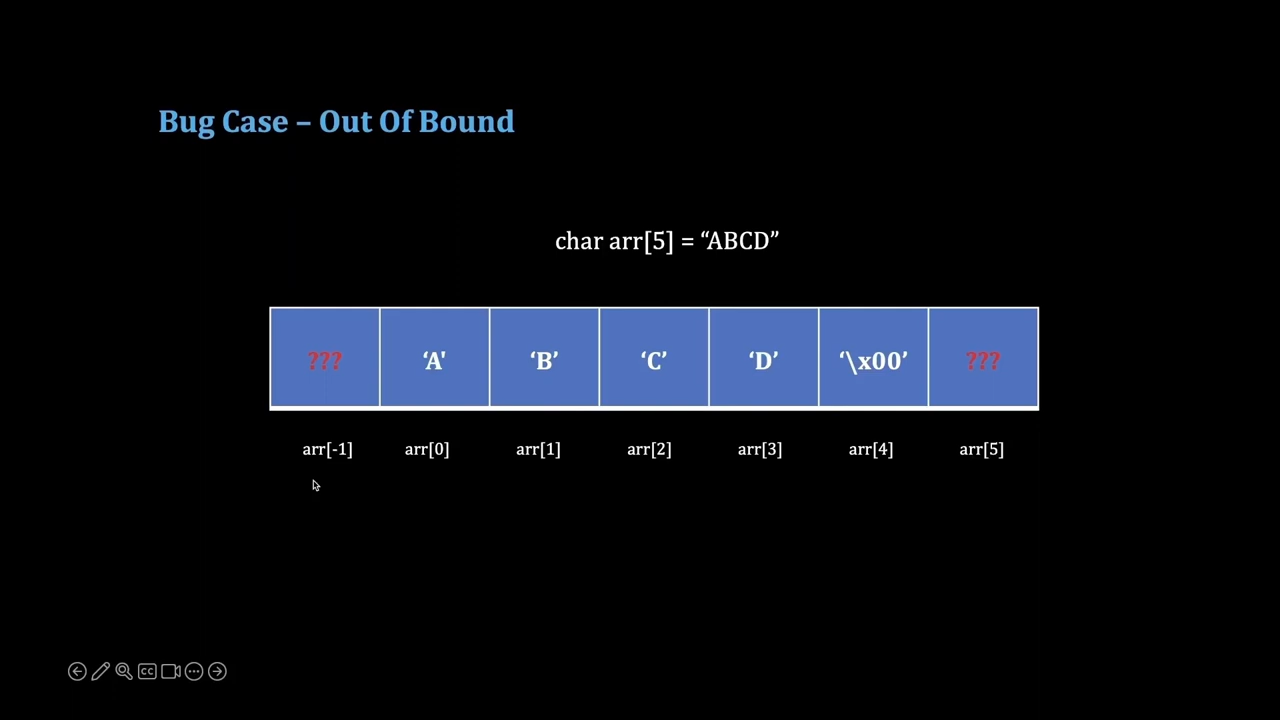 Bug Case – Out Of Bound
char arr[5] = “ABCD”
??? ‘A' ‘B’ ‘C’ ‘D’ ‘\x00’ ???
arr[-1] arr[0] arr[1] arr[2] arr[3] arr[4] arr[5]
CC